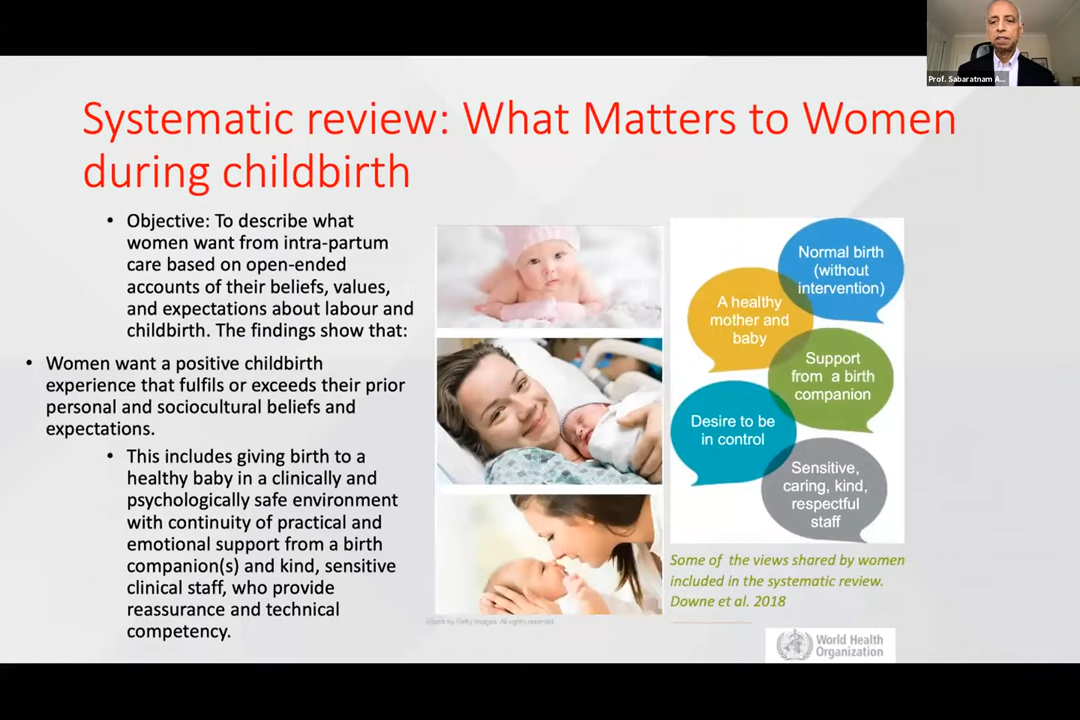 Prof. Sabaratnam A...
Systematic review: What Matters to Women
during childbirth
• Objective: To describe what
women want from intra-partum
care based on open-ended
accounts of their beliefs, values,
and expectations about labour and
childbirth. The findings show that:
• Women want a positive childbirth
experience that fulfils or exceeds their prior
personal and sociocultural beliefs and
expectations.
• This includes giving birth to a
healthy baby in a clinically and
psychologically safe environment
with continuity of practical and
emotional support from a birth
companion(s) and kind, sensitive
clinical staff, who provide
reassurance and technical
competency.
Normal birth
(without
intervention)
A healthy
mother and
baby
Support
from a birth
companion
Desire to be
in control
Sensitive,
caring, kind,
respectful
staff
Some of the views shared by women
included in the systematic review.
Downe et al. 2018
by Getty Images. All rights reserved.
World Health
Organization